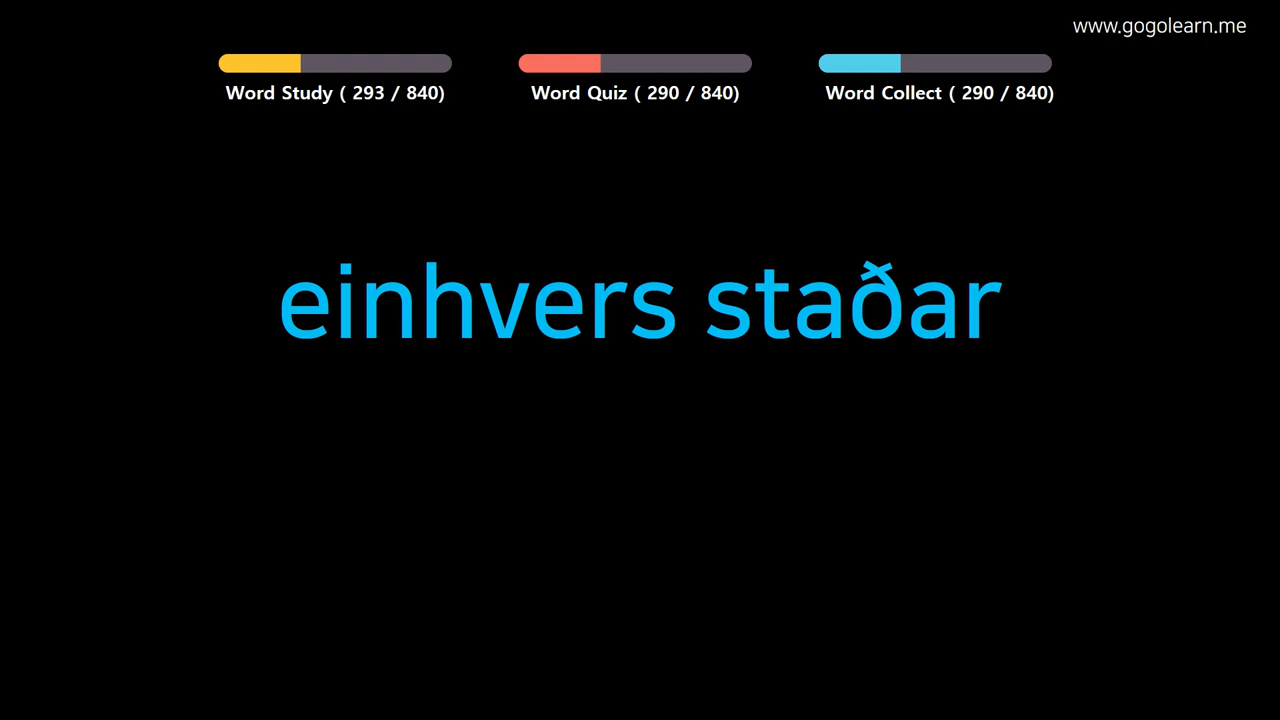 www.gogolearn.me
Word Study ( 293 / 840)
Word Quiz ( 290 / 840)
Word Collect ( 290 / 840)
einhvers staðar